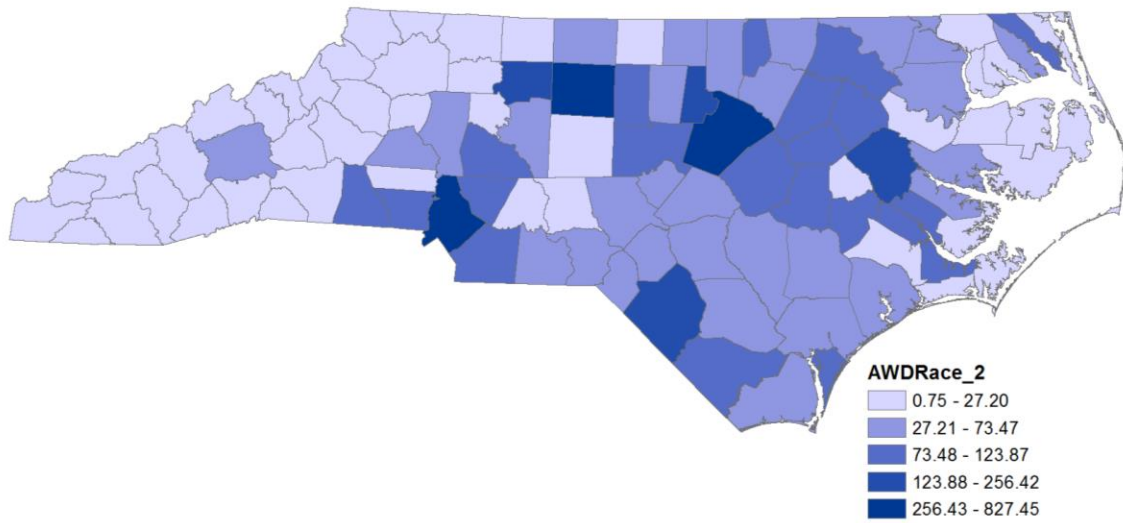 AWDRace_2
0.75 - 27.20
27.21 - 73.47
73.48 - 123.87
123.88 - 256.42
256.43 - 827.45